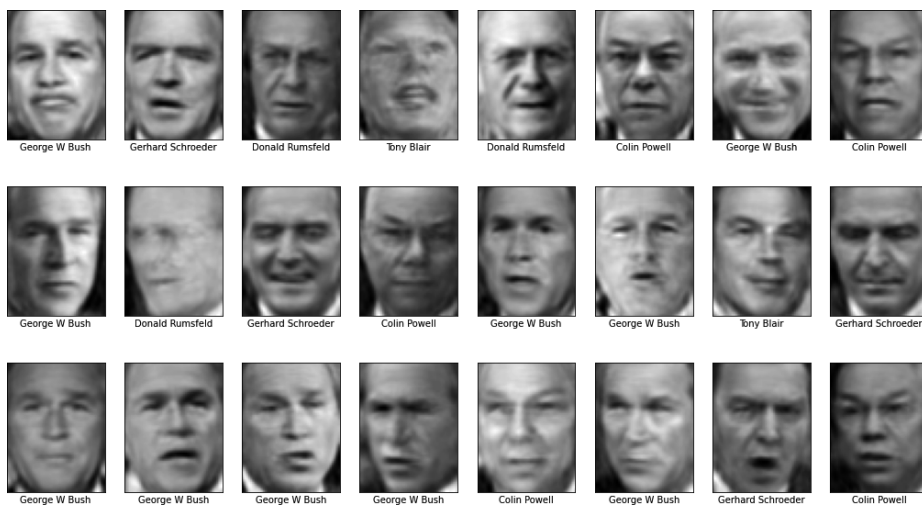 George W Bush Gerhard Schroeder Donald Rumsfeld Tony Blair Donald Rumsfeld Colin Powell George W Bush Colin Powell
George W Bush Donald Rumsfeld Gerhard Schroeder Colin Powell George W Bush George W Bush Tony Blair Gerhard Schroeder
George W Bush George W Bush George W Bush George W Bush Colin Powell George W Bush Gerhard Schroeder Colin Powell